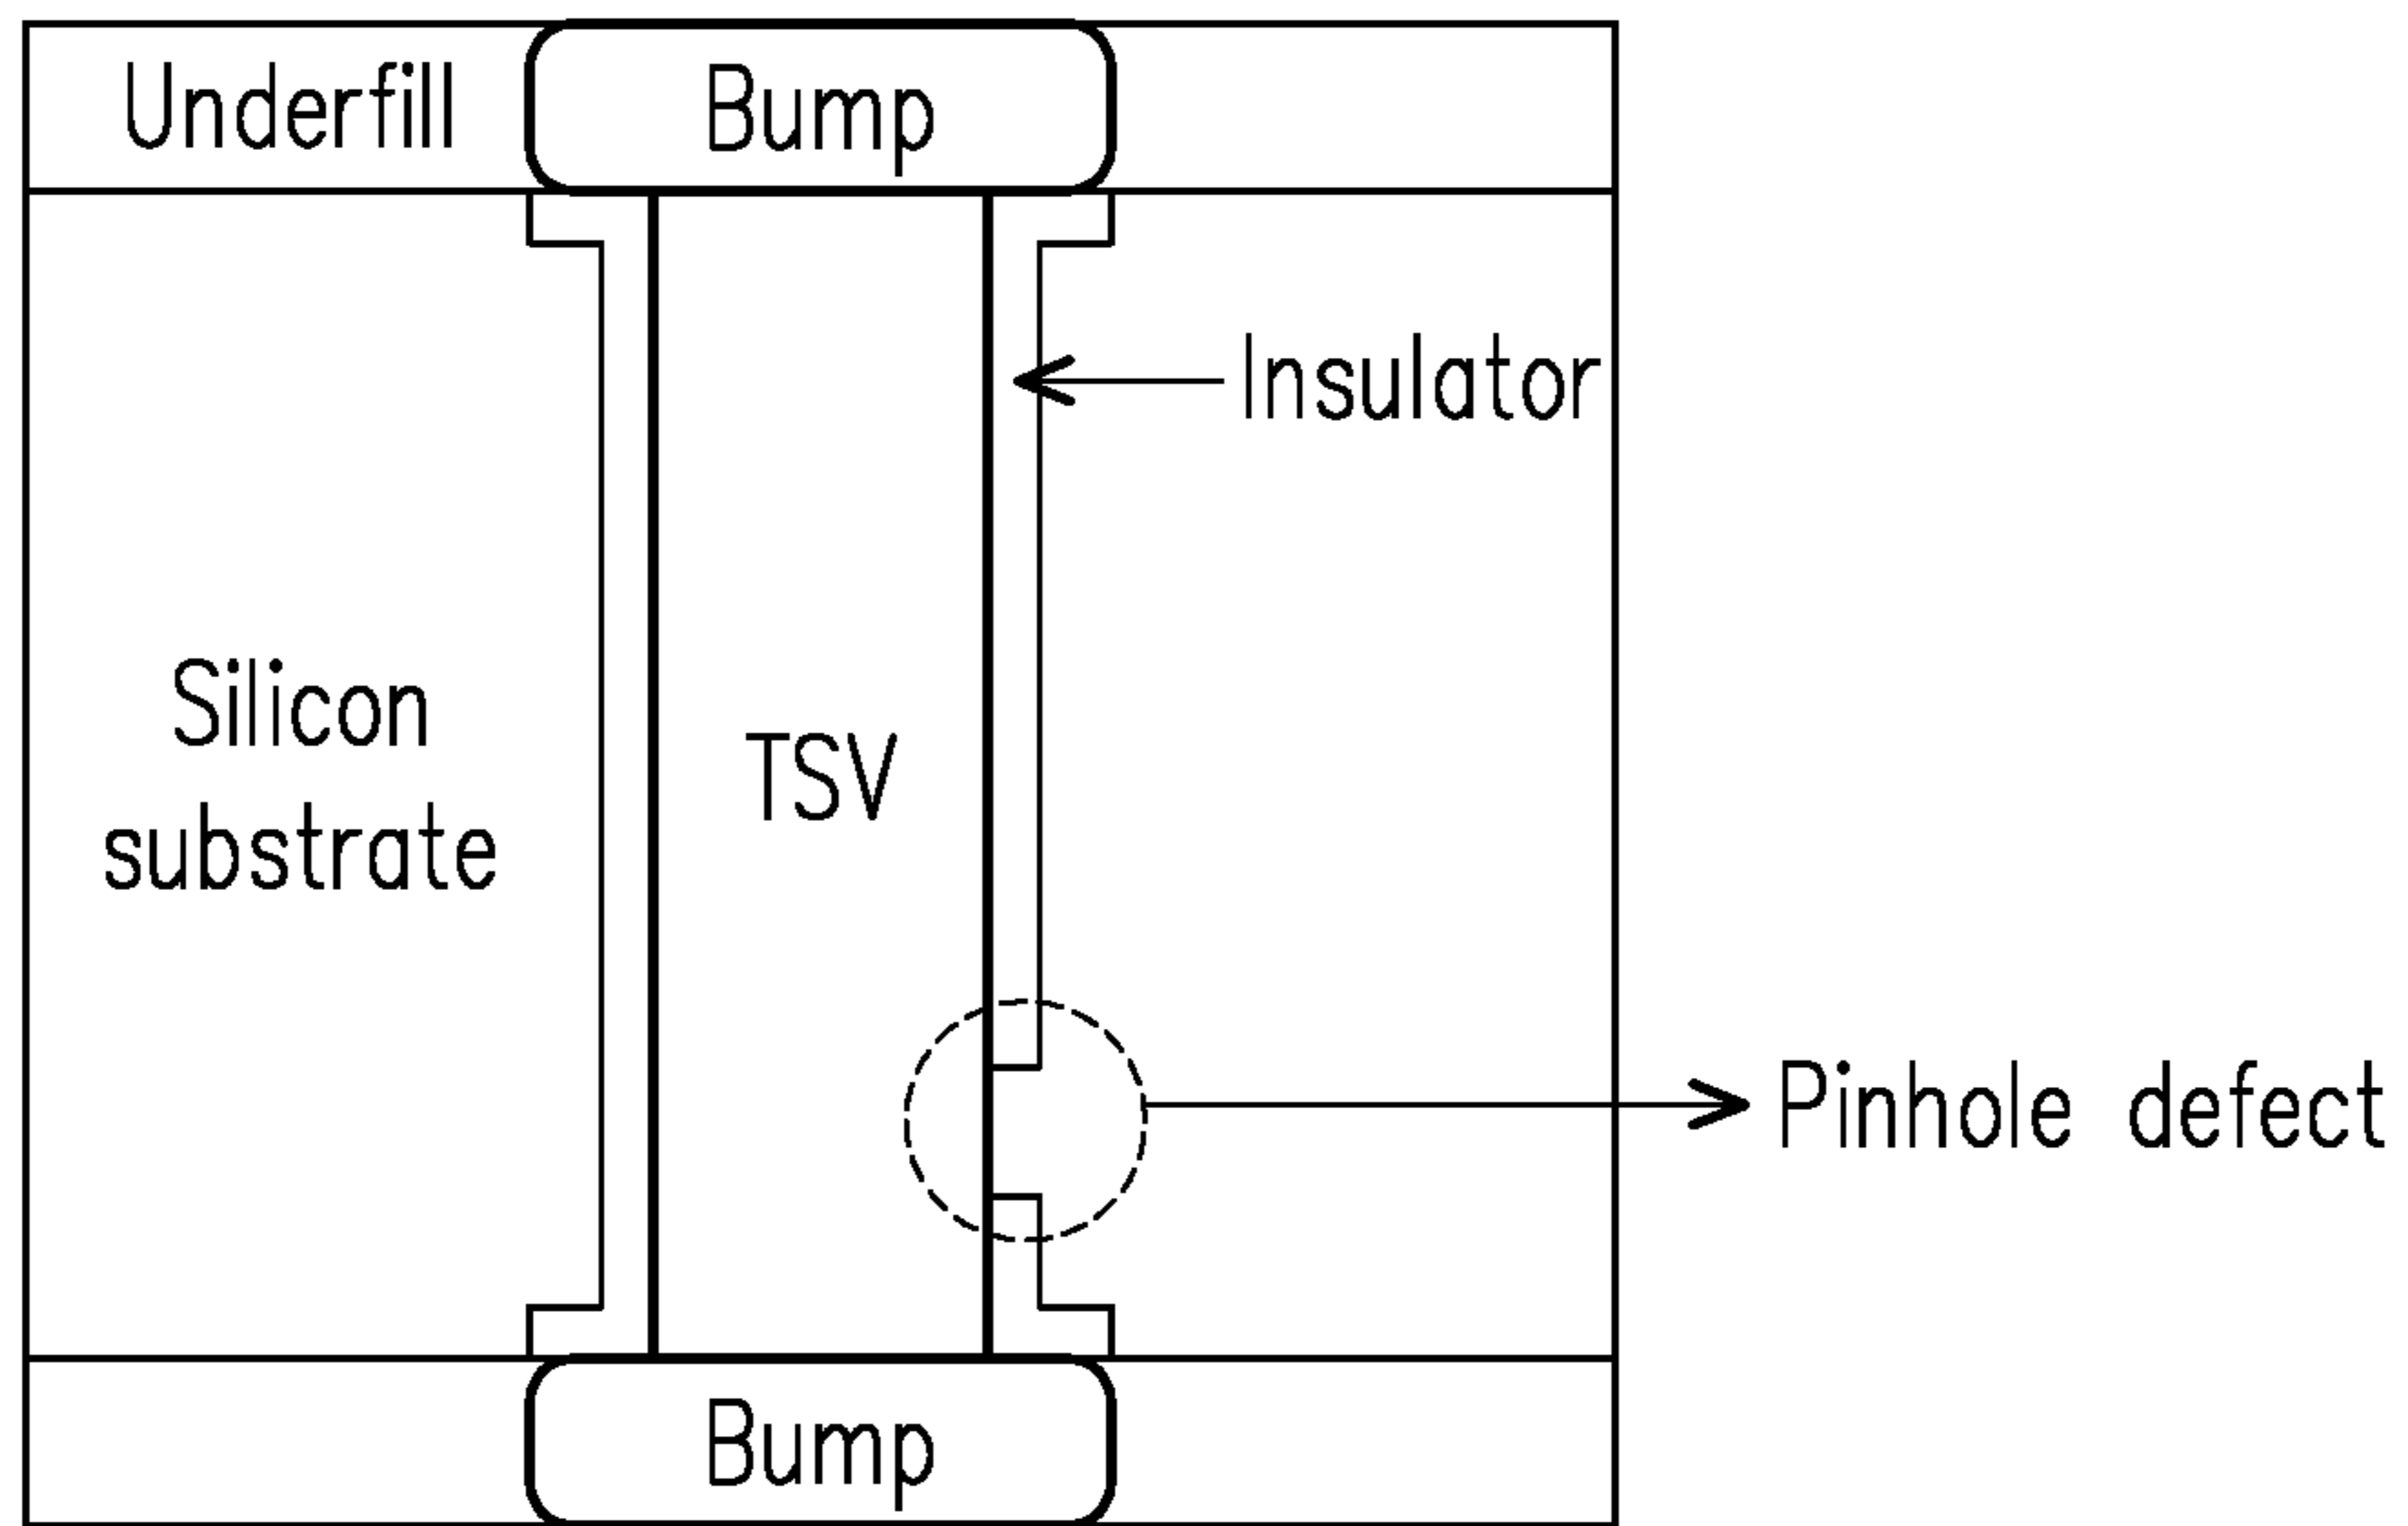 Underfill
Bump
Insulator
Silicon
substrate
TSV
Pinhole defect
Bump